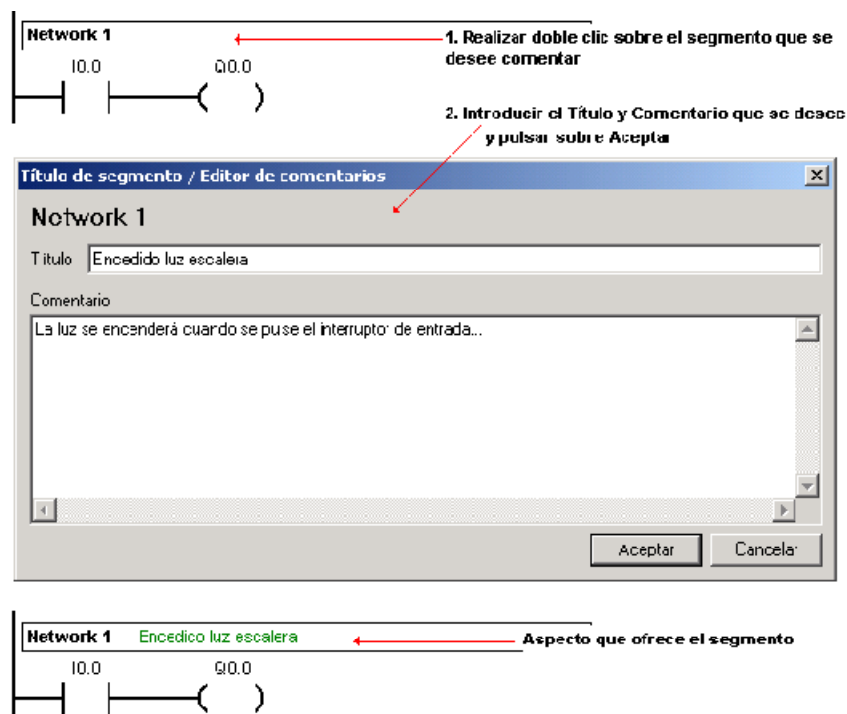 Network 1
1. Realizar doble clic sobre el segmento que se
desee comentar
I0.0
Q0.0
2. Introducir el Título y Comentario que se desee
y pulsar sobre Aceptar
Título de segmento / Editor de comentarios
Network 1
Título
Encedido luz escalera
Comentario
La luz se encenderá cuando se pulse el interruptor de entrada...
Aceptar
Cancelar
Network 1
Encedico luz escalera
Aspecto que ofrece el segmento
I0.0
Q0.0